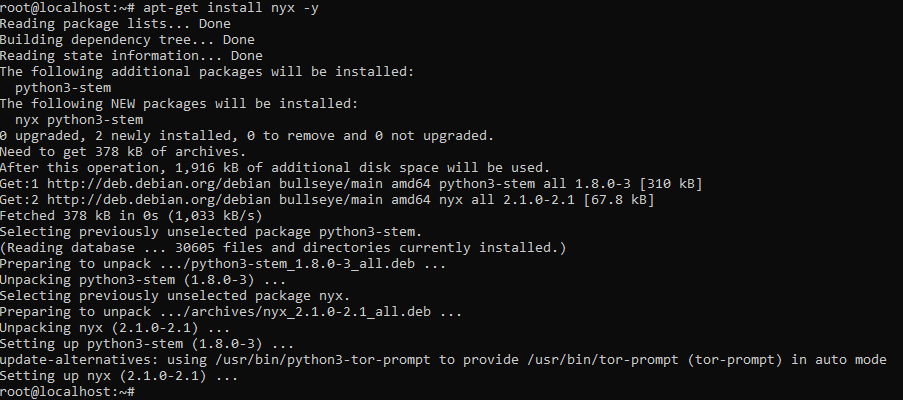 root@localhost:~# apt-get install nyx -y
Reading package lists... Done
Building dependency tree... Done
Reading state information... Done
The following additional packages will be installed:
  python3-stem
The following NEW packages will be installed:
  nyx python3-stem
0 upgraded, 2 newly installed, 0 to remove and 0 not upgraded.
Need to get 378 kB of archives.
After this operation, 1,916 kB of additional disk space will be used.
Get:1 http://deb.debian.org/debian bullseye/main amd64 python3-stem all 1.8.0-3 [310 kB]
Get:2 http://deb.debian.org/debian bullseye/main amd64 nyx all 2.1.0-2.1 [67.8 kB]
Fetched 378 kB in 0s (1,033 kB/s)
Selecting previously unselected package python3-stem.
(Reading database ... 30605 files and directories currently installed.)
Preparing to unpack .../python3-stem_1.8.0-3_all.deb ...
Unpacking python3-stem (1.8.0-3) ...
Selecting previously unselected package nyx.
Preparing to unpack .../archives/nyx_2.1.0-2.1_all.deb ...
Unpacking nyx (2.1.0-2.1) ...
Setting up python3-stem (1.8.0-3) ...
update-alternatives: using /usr/bin/python3-tor-prompt to provide /usr/bin/tor-prompt (tor-prompt) in auto mode
Setting up nyx (2.1.0-2.1) ...
root@localhost:~#